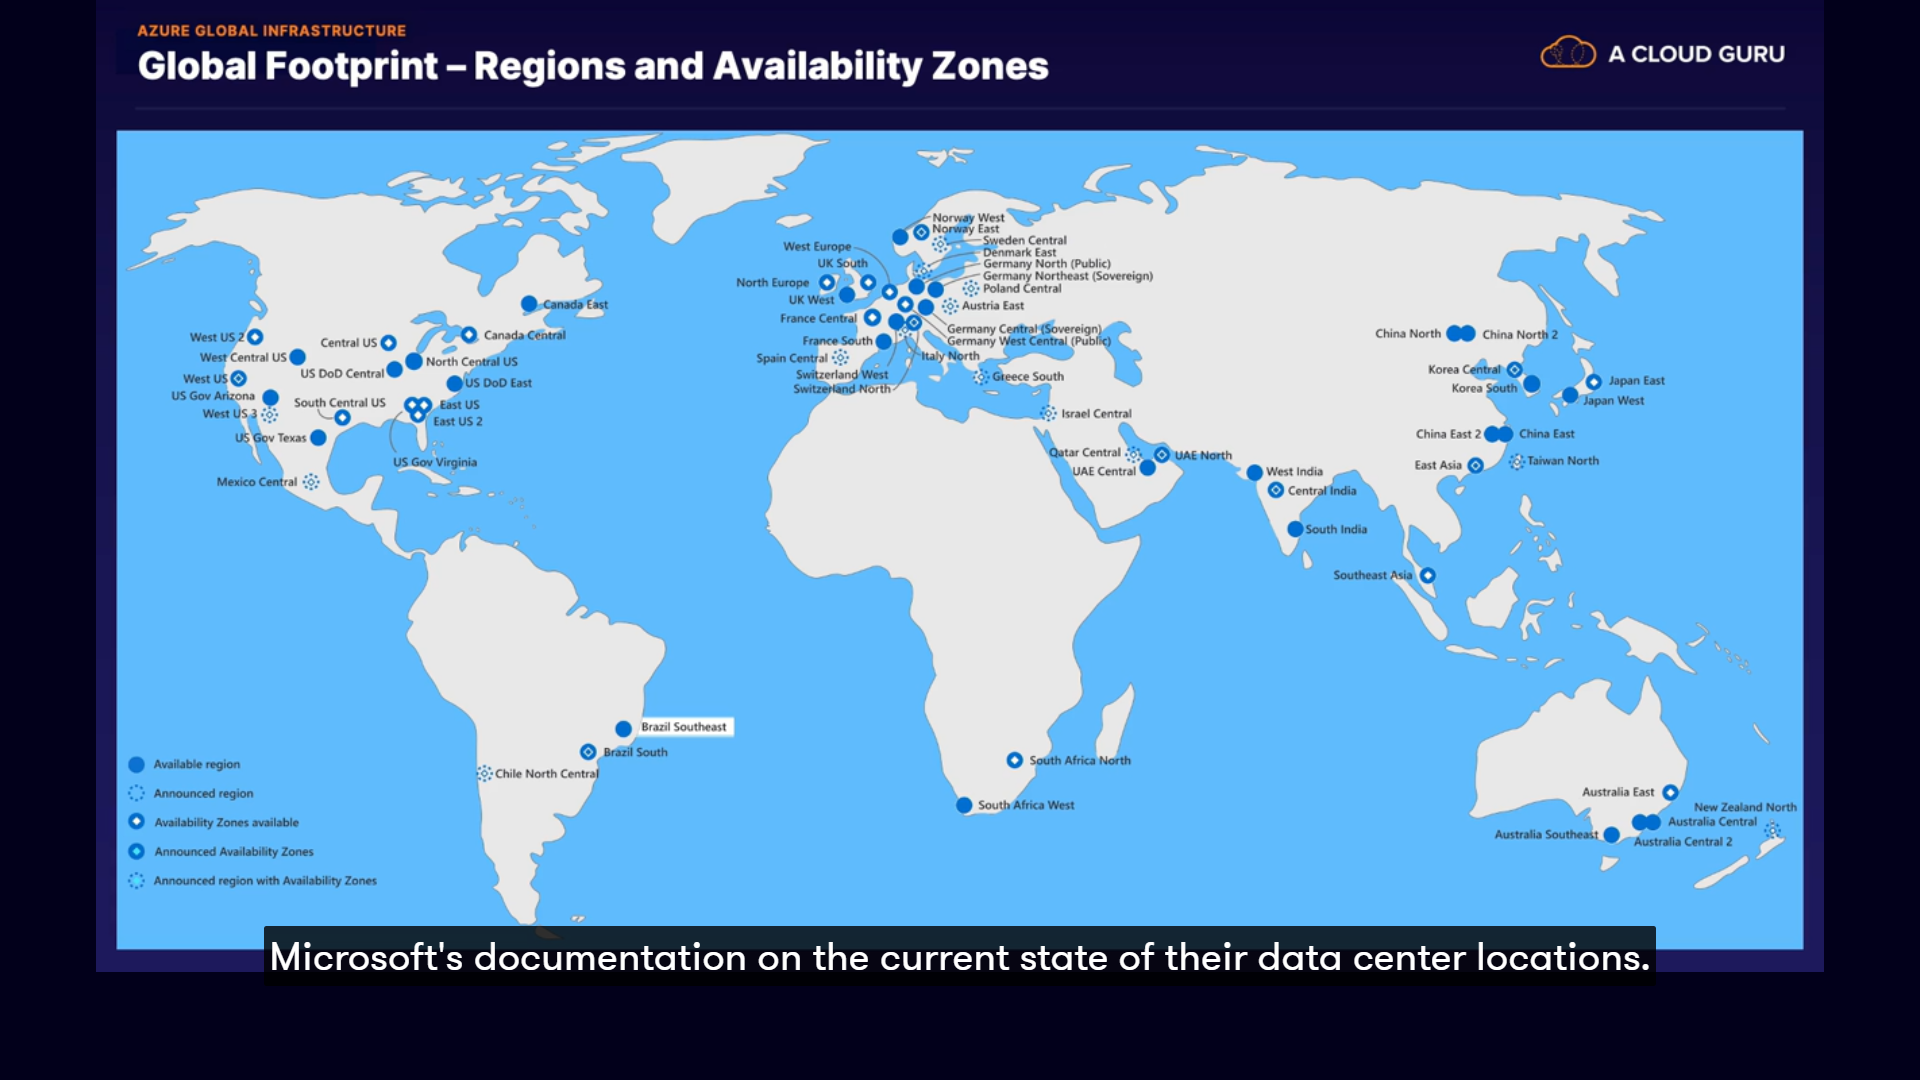 AZURE GLOBAL INFRASTRUCTURE
Global Footprint – Regions and Availability Zones
A CLOUD GURU
Norway West
Norway East
Sweden Central
West Europe
Denmark East
UK South
Germany North (Public)
Germany Northeast (Sovereign)
North Europe
Poland Central
UK West
Austria East
France Central
Germany Central (Sovereign)
France South
Germany West Central (Public)
Spain Central
Italy North
Switzerland West
Greece South
Switzerland North
Canada East
West US 2
Central US
Canada Central
West Central US
North Central US
US DoD Central
West US
US DoD East
US Gov Arizona
South Central US
East US
West US 3
East US 2
US Gov Texas
US Gov Virginia
Mexico Central
Israel Central
Qatar Central
UAE North
UAE Central
West India
Central India
South India
China North
China North 2
Korea Central
Korea South
Japan East
Japan West
China East 2
China East
East Asia
Taiwan North
Southeast Asia
Brazil Southeast
Brazil South
Chile North Central
South Africa North
South Africa West
Australia East
New Zealand North
Australia Central
Australia Southeast
Australia Central 2
Available region
Announced region
Availability Zones available
Announced Availability Zones
Announced region with Availability Zones
Microsoft's documentation on the current state of their data center locations.